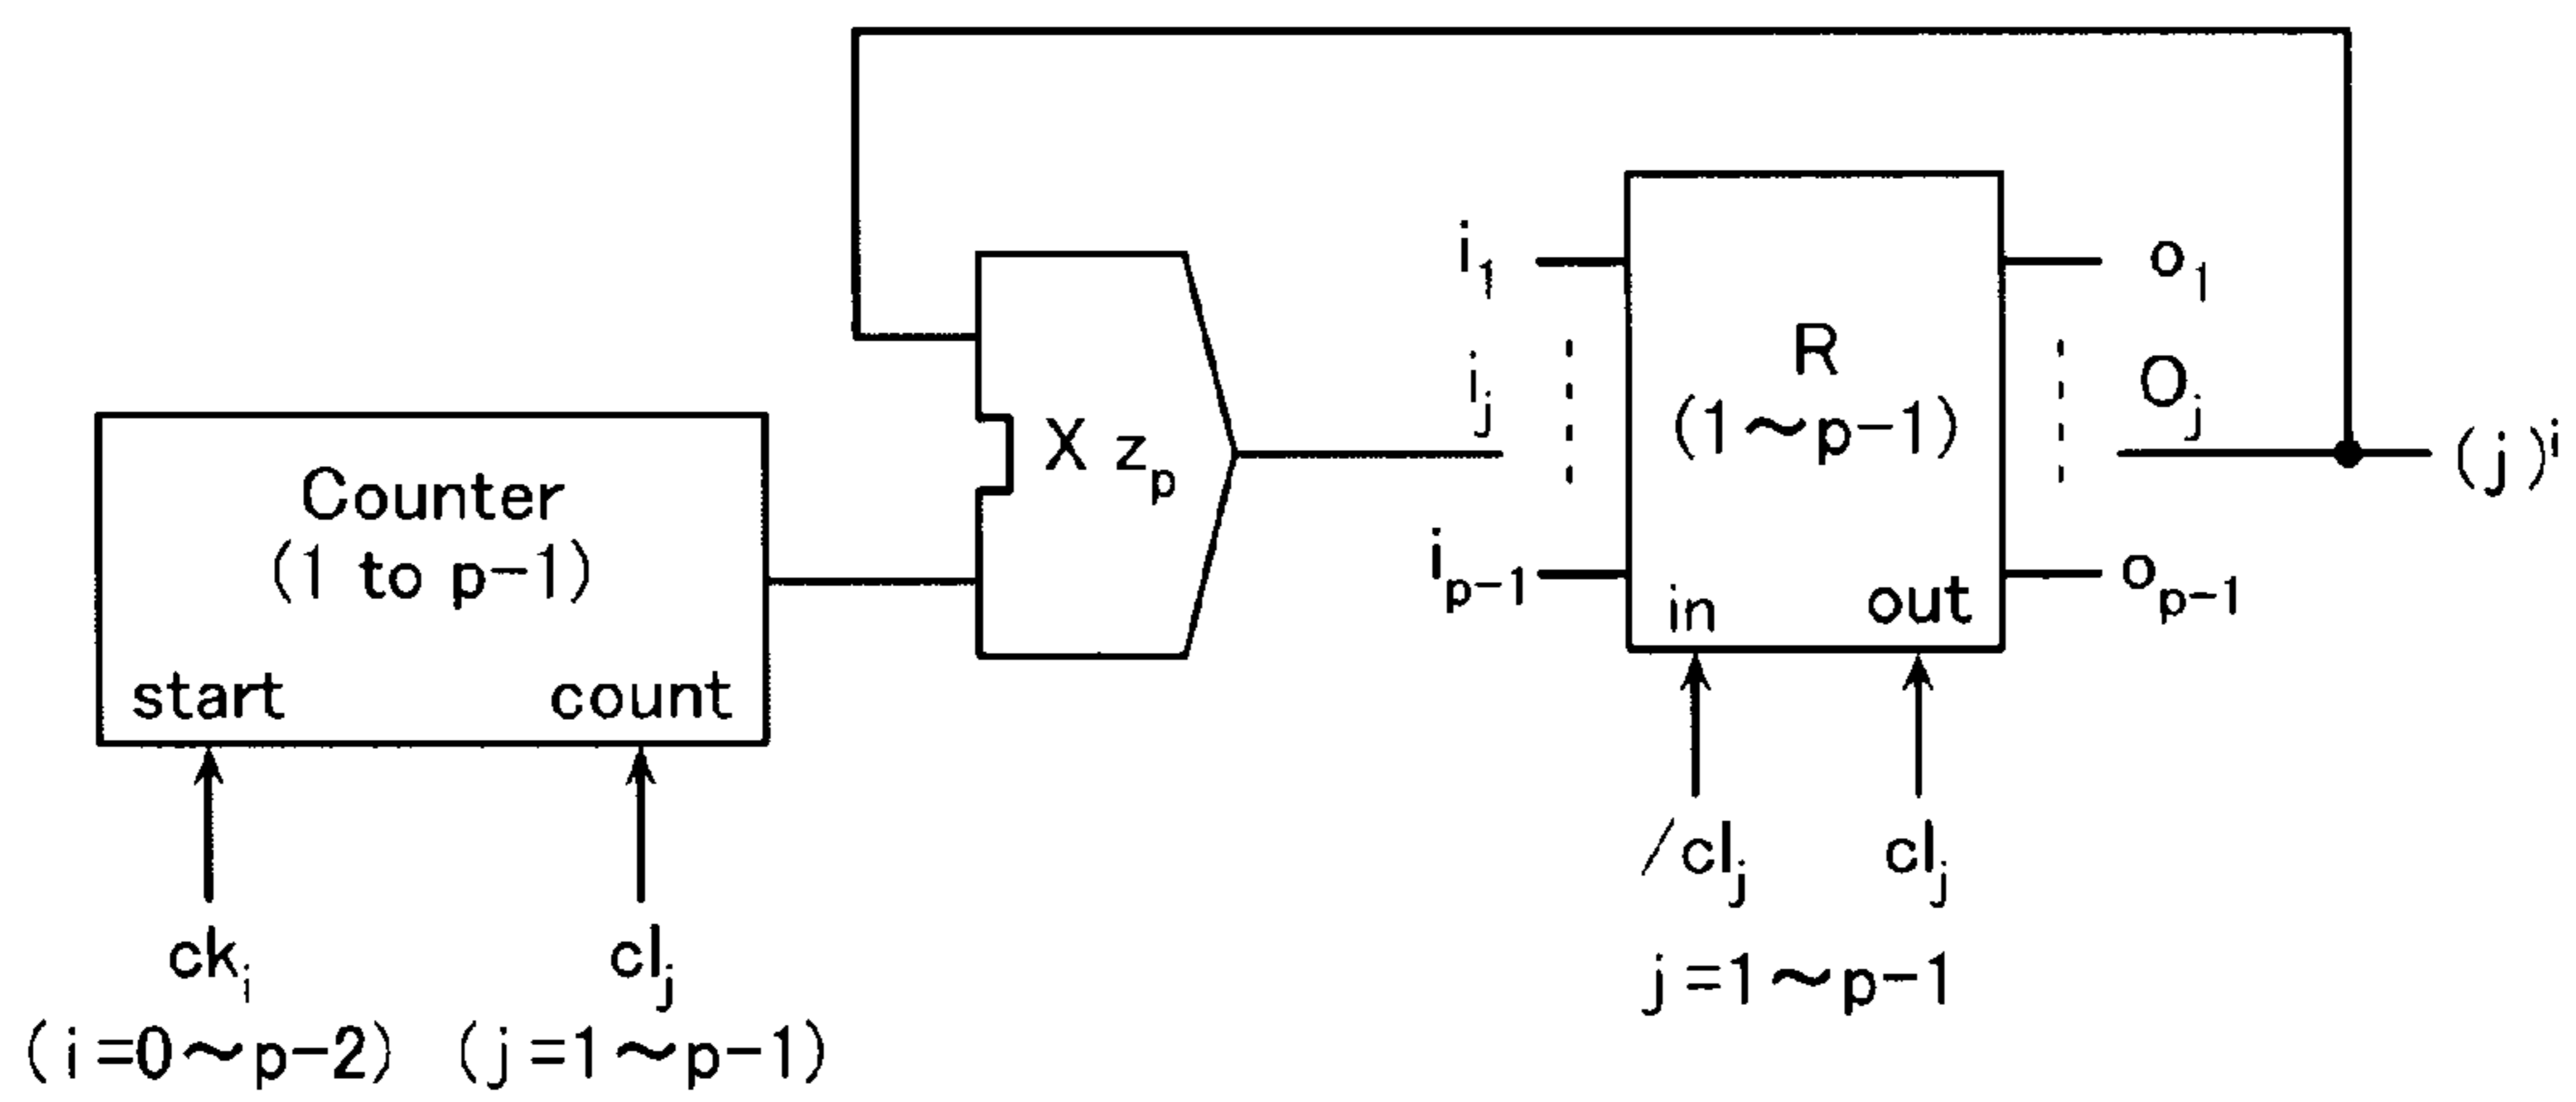 i1
o1
R
ij
Oj
(1～p-1)
X zp
(j)i
Counter
(1 to p-1)
ip-1
in
out
op-1
start
count
/clj
clj
cki
clj
j=1～p-1
(i=0～p-2)
(j=1～p-1)